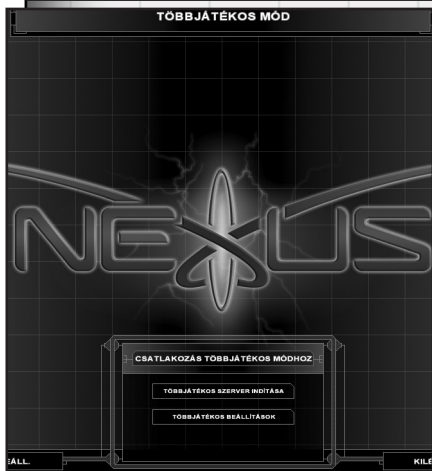 TÖBBJÁTÉKOS MÓD
NEXUS
CSATLAKOZÁS TÖBBJÁTÉKOS MÓDHOZ
TÖBBJÁTÉKOS SZERVER INDÍTÁSA
TÖBBJÁTÉKOS BEÁLLÍTÁSOK